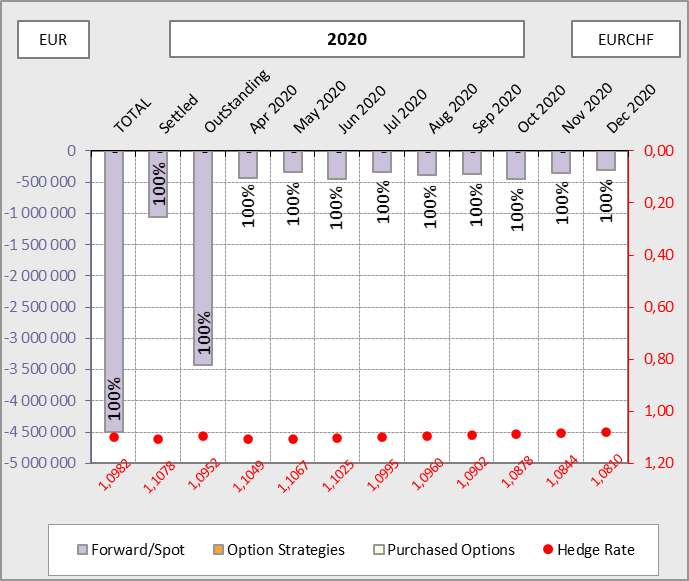 EUR
2020
EURCHF
TOTAL
Settled
OutStanding
Apr 2020
May 2020
Jun 2020
Jul 2020
Aug 2020
Sep 2020
Oct 2020
Nov 2020
Dec 2020
0
-500 000
-1 000 000
-1 500 000
-2 000 000
-2 500 000
-3 000 000
-3 500 000
-4 000 000
-4 500 000
-5 000 000
100%
100%
100%
100%
100%
100%
100%
100%
100%
100%
100%
100%
0,00
0,20
0,40
0,60
0,80
1,00
1,20
1,0982
1,1078
1,0952
1,1049
1,1067
1,1025
1,0995
1,0960
1,0902
1,0878
1,0844
1,0810
Forward/Spot
Option Strategies
Purchased Options
Hedge Rate